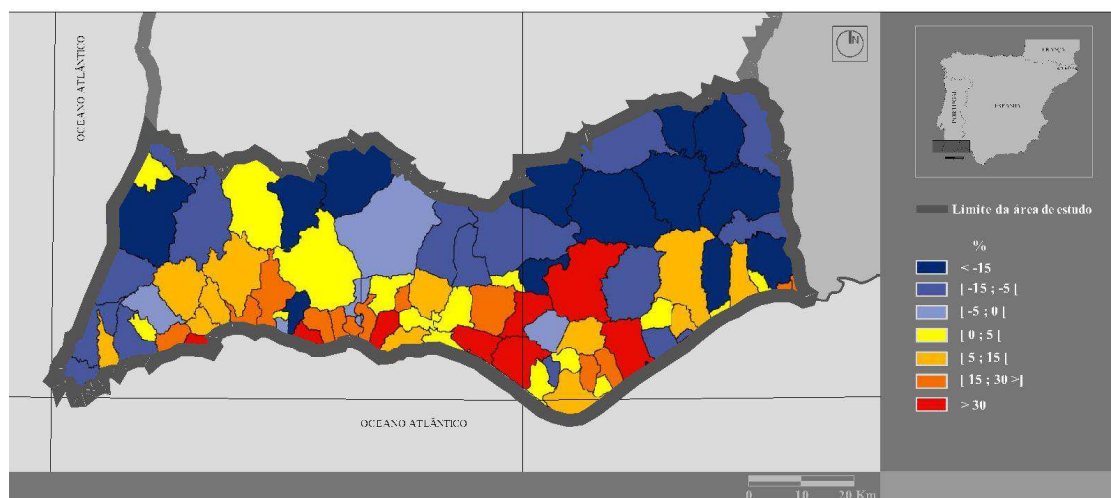 OCEANO ATLÂNTICO
OCEANO ATLÂNTICO
N
FRANÇA
PORTUGAL
ESPANHA
Limite da área de estudo
%
< -15
[ -15 ; -5 [
[ -5 ; 0 [
[ 0 ; 5 [
[ 5 ; 15 [
[ 15 ; 30 >]
> 30
0 10 20 Km